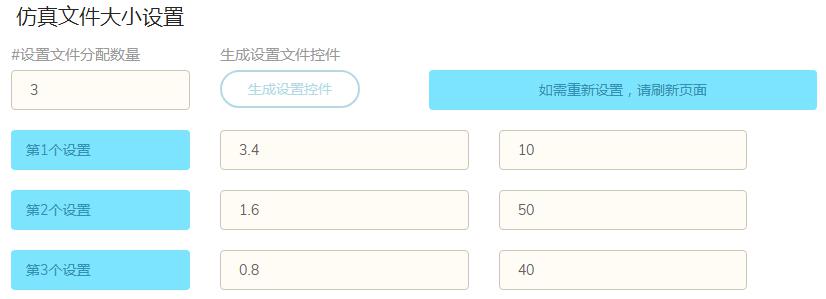 仿真文件大小设置
#设置文件分配数量
生成设置文件控件
3
生成设置控件
如需重新设置，请刷新页面
第1个设置
3.4
10
第2个设置
1.6
50
第3个设置
0.8
40